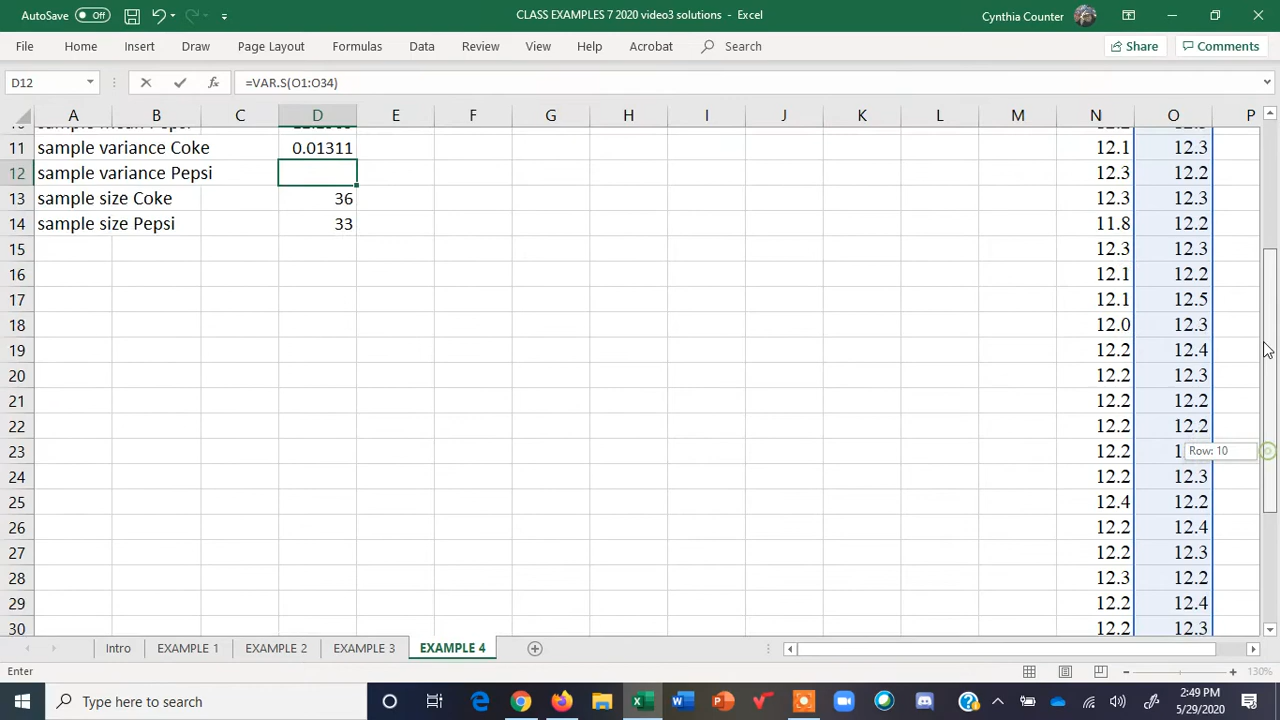 AutoSave Off CLASS EXAMPLES 7 2020 video3 solutions - Excel Cynthia Counter
File Home Insert Draw Page Layout Formulas Data Review View Help Acrobat Search Share Comments
D12 fx =VAR.S(O1:O34)
A B C D E F G H I J K L M N O P
11 sample variance Coke 0.01311 12.1 12.3
12 sample variance Pepsi 12.3 12.2
13 sample size Coke 36 12.3 12.3
14 sample size Pepsi 33 11.8 12.2
15 12.3 12.3
16 12.1 12.2
17 12.1 12.5
18 12.0 12.3
19 12.2 12.4
20 12.2 12.3
21 12.2 12.2
22 12.2 12.2
23 12.2 1 Row: 10
24 12.2 12.3
25 12.4 12.2
26 12.2 12.4
27 12.2 12.3
28 12.3 12.2
29 12.2 12.4
30 12.2 12.3
Intro EXAMPLE 1 EXAMPLE 2 EXAMPLE 3 EXAMPLE 4
Enter 130%
Type here to search 2:49 PM
5/29/2020